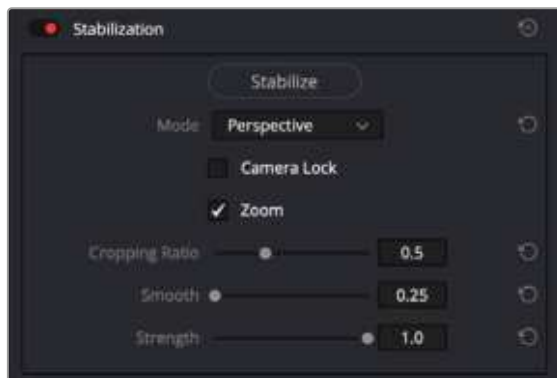 Stabilization
Stabilize
Mode Perspective
Camera Lock
Zoom
Cropping Ratio 0.5
Smooth 0.25
Strength 1.0